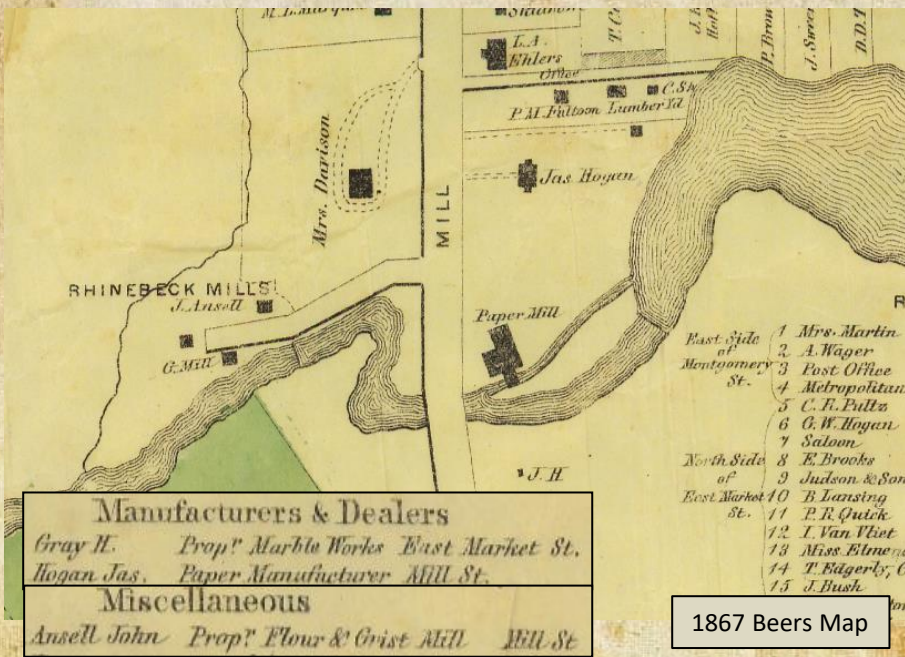 L.A.
Ehlers
Office
P.M. Fulton Lumber Yd
Mrs. Davison
MILL
Jas Hogan
RHINEBECK MILLS
J. Ansell
G. Mill
Paper Mill
J. H
East Side
of
Montgomery
St.
1 Mrs. Martin
2 A. Wager
3 Post Office
4 Metropolitan
5 C.R. Pultz
6 G.W. Hogan
7 Saloon
North Side
of
East Market
St.
8 E. Brooks
9 Judson & Son
10 B. Lansing
11 P.R. Quick
12 I. Van Vliet
13 Miss
14 T. Edgerly,
15 J. Bush
Manufacturers & Dealers
Gray H. Propr. Marble Works East Market St.
Hogan Jas. Paper Manufacturer Mill St.
Miscellaneous
Ansell John Propr. Flour & Grist Mill Mill St
1867 Beers Map